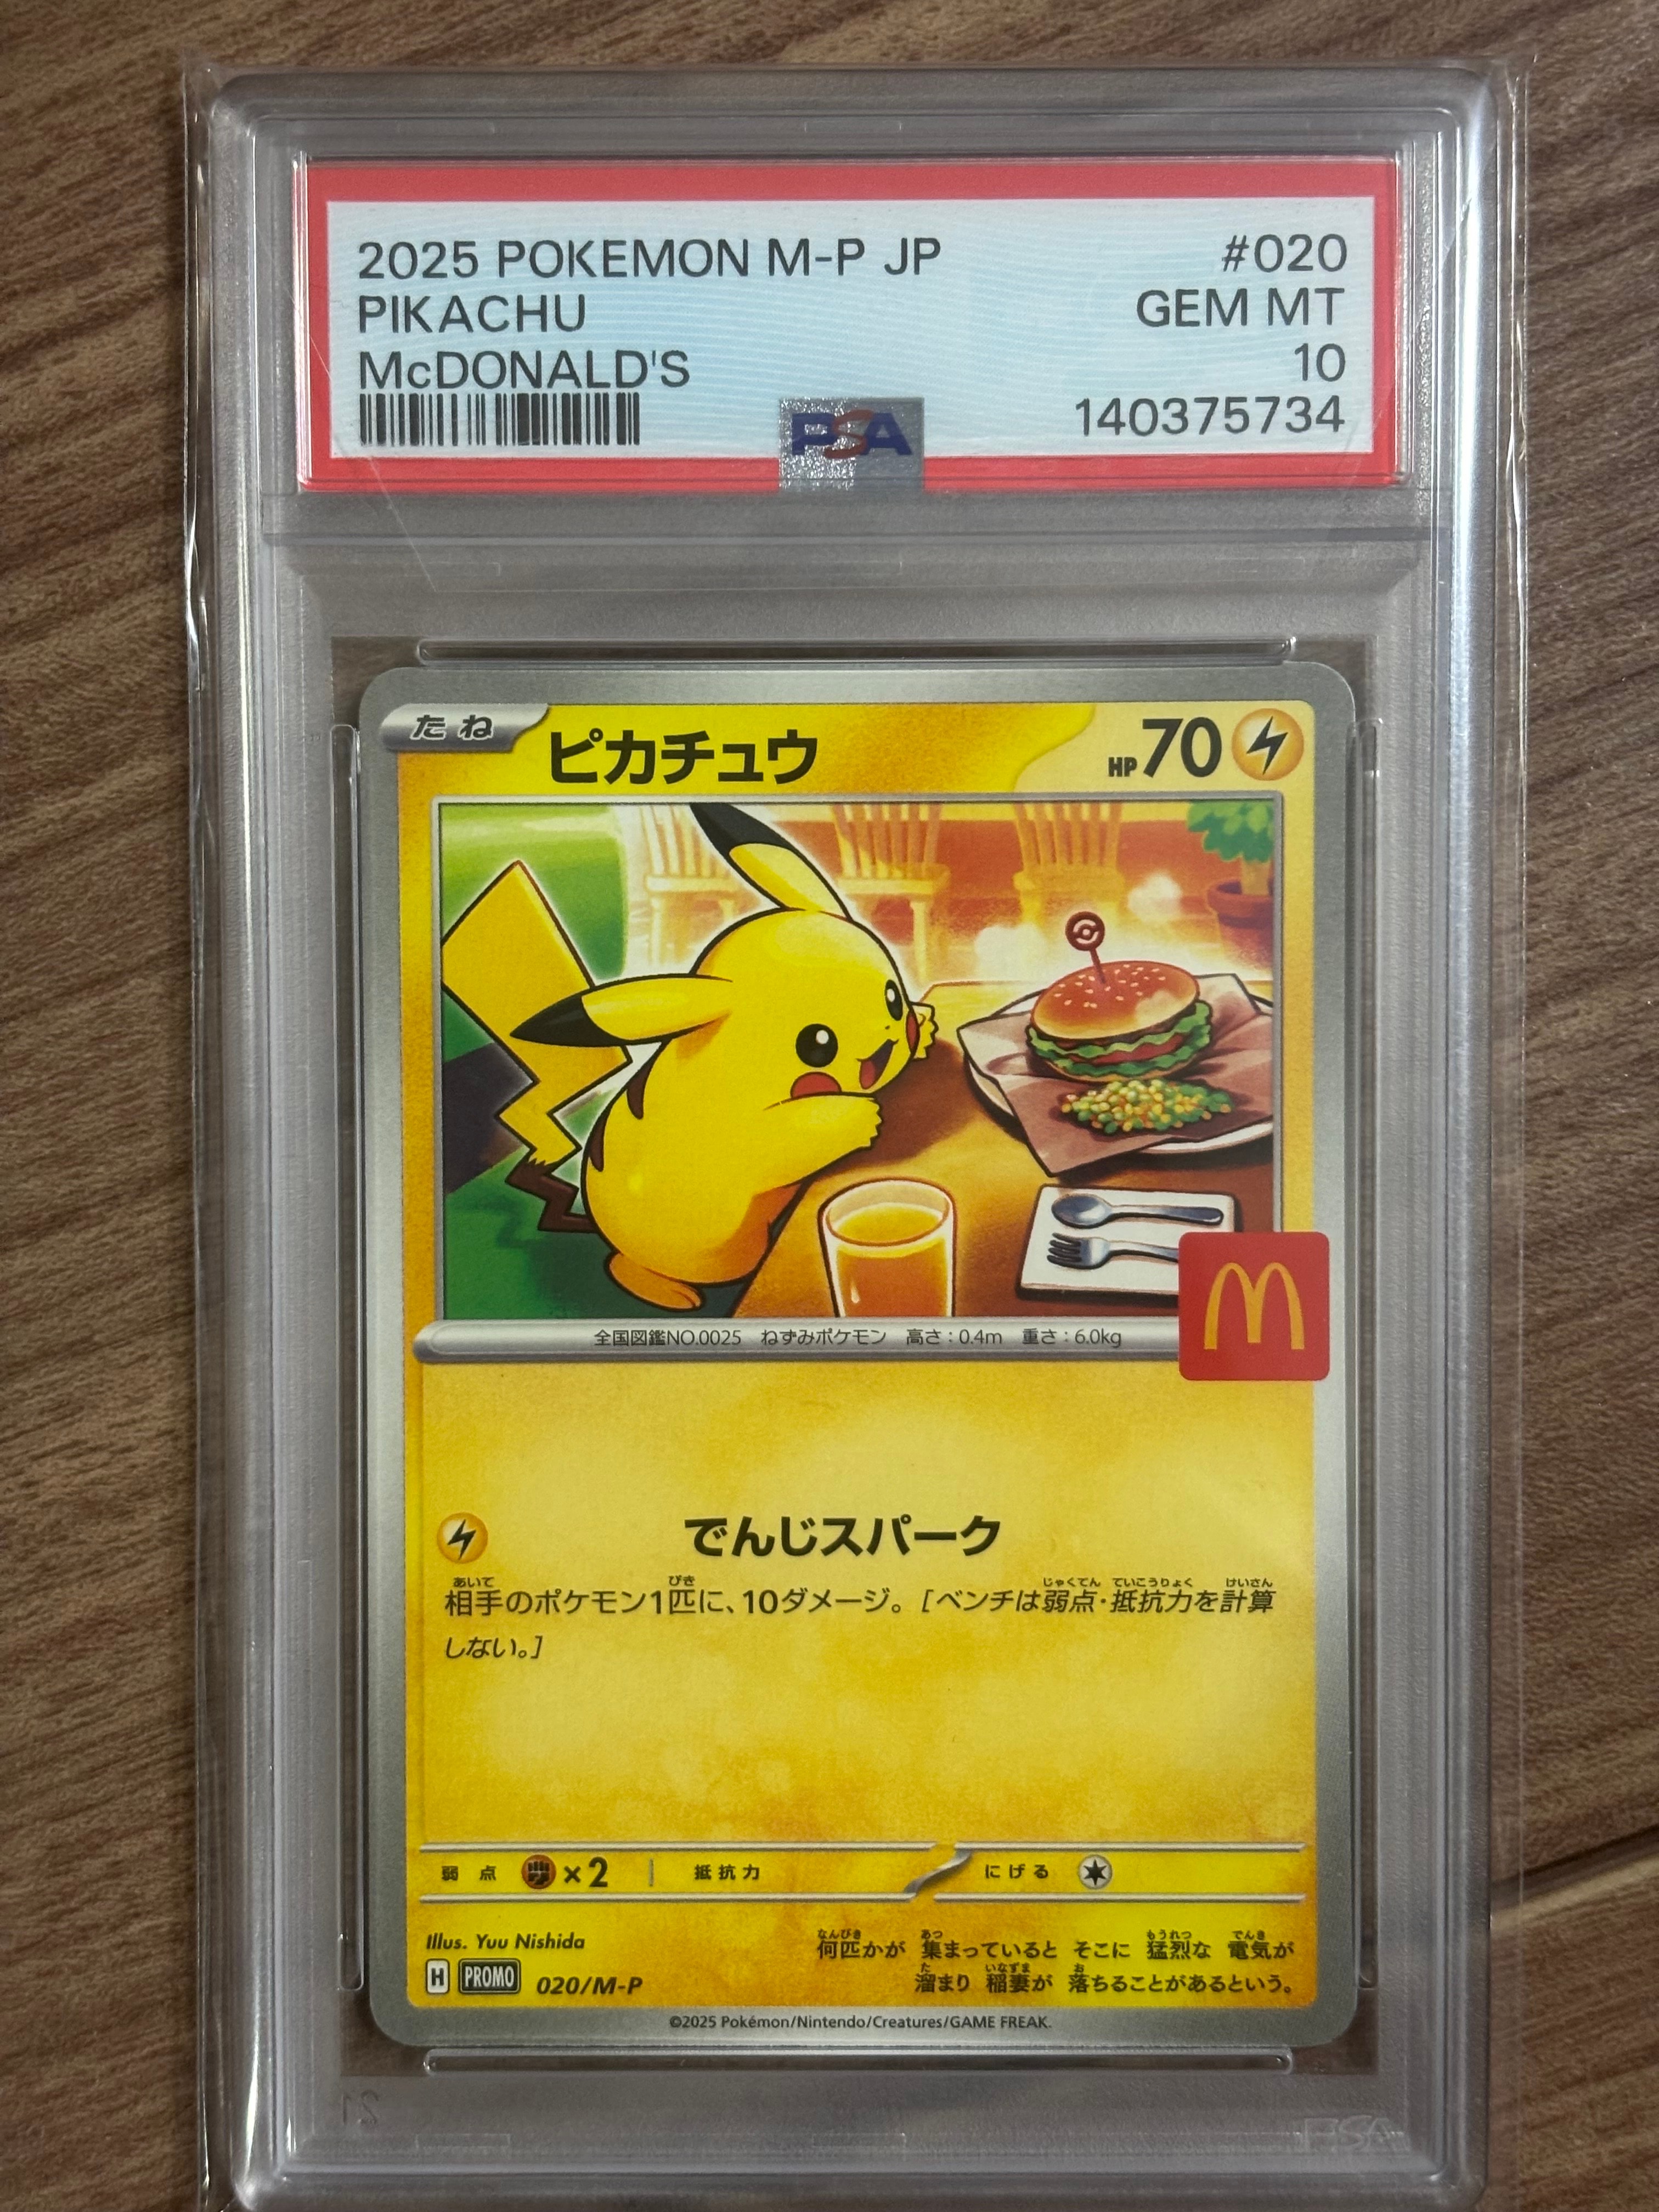 2025 POKEMON M-P JP #020
PIKACHU GEM MT
McDONALD'S 10
140375734
PSA
たね ピカチュウ HP70
全国図鑑NO.0025 ねずみポケモン 高さ:0.4m 重さ:6.0kg
でんじスパーク
相手のポケモン1匹に、10ダメージ。[ベンチは弱点・抵抗力を計算
しない。]
弱点 ×2 抵抗力 にげる
Illus. Yuu Nishida
H PROMO 020/M-P
何匹かが 集まっていると そこに 猛烈な 電気が
溜まり 稲妻が 落ちることがあるという。
©2025 Pokémon/Nintendo/Creatures/GAME FREAK.
PSA